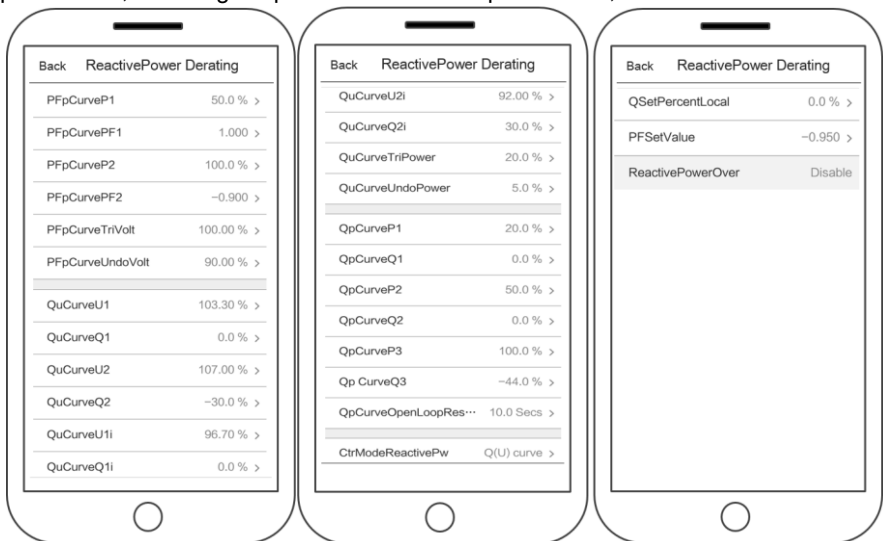 Back ReactivePower Derating
PFpCurveP1 50.0 % >
PFpCurvePF1 1.000 >
PFpCurveP2 100.0 % >
PFpCurvePF2 −0.900 >
PFpCurveTriVolt 100.00 % >
PFpCurveUndoVolt 90.00 % >
QuCurveU1 103.30 % >
QuCurveQ1 0.0 % >
QuCurveU2 107.00 % >
QuCurveQ2 −30.0 % >
QuCurveU1i 96.70 % >
QuCurveQ1i 0.0 % >
Back ReactivePower Derating
QuCurveU2i 92.00 % >
QuCurveQ2i 30.0 % >
QuCurveTriPower 20.0 % >
QuCurveUndoPower 5.0 % >
QpCurveP1 20.0 % >
QpCurveQ1 0.0 % >
QpCurveP2 50.0 % >
QpCurveQ2 0.0 % >
QpCurveP3 100.0 % >
Qp CurveQ3 −44.0 % >
QpCurveOpenLoopRes··· 10.0 Secs >
CtrModeReactivePw Q(U) curve >
Back ReactivePower Derating
QSetPercentLocal 0.0 % >
PFSetValue −0.950 >
ReactivePowerOver Disable